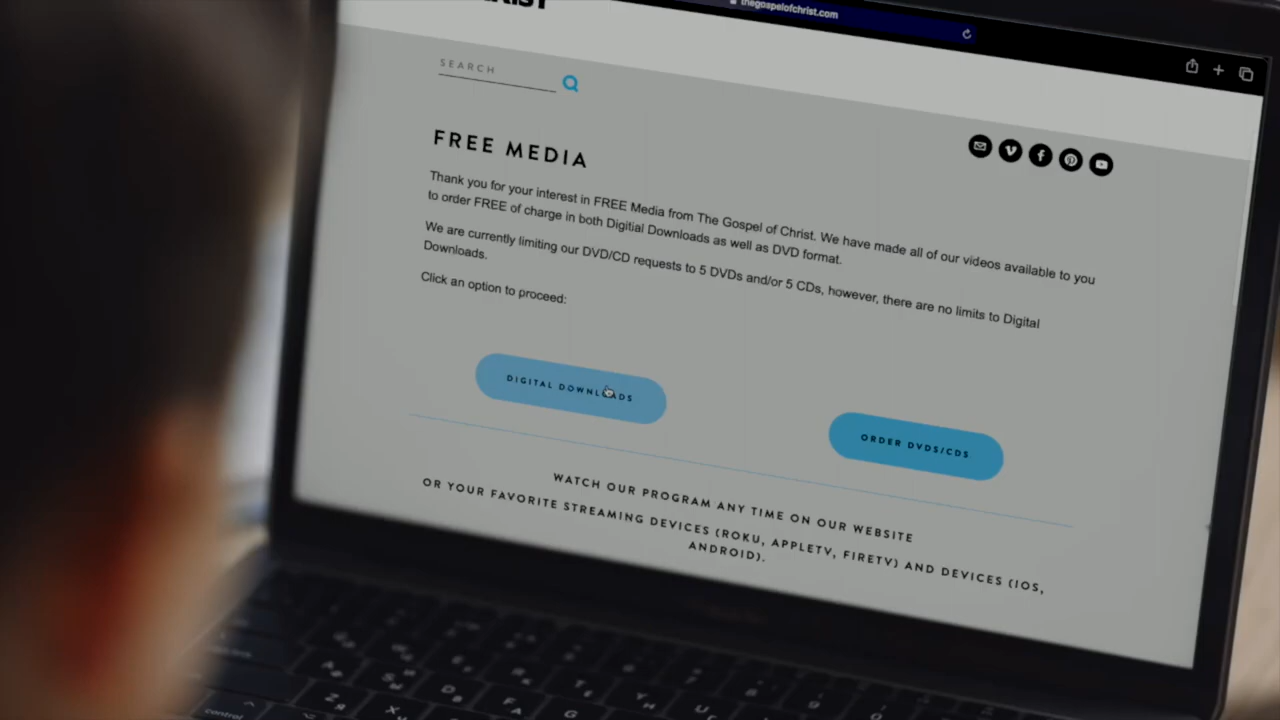 thegospelofchrist.com
SEARCH
FREE MEDIA
Thank you for your interest in FREE Media from The Gospel of Christ. We have made all of our videos available to you
to order FREE of charge in both Digitial Downloads as well as DVD format.
We are currently limiting our DVD/CD requests to 5 DVDs and/or 5 CDs, however, there are no limits to Digital
Downloads.
Click an option to proceed:
DIGITAL DOWNLOADS
ORDER DVDS/CDS
WATCH OUR PROGRAM ANY TIME ON OUR WEBSITE
OR YOUR FAVORITE STREAMING DEVICES (ROKU, APPLETV, FIRETV) AND DEVICES (IOS,
ANDROID).
control